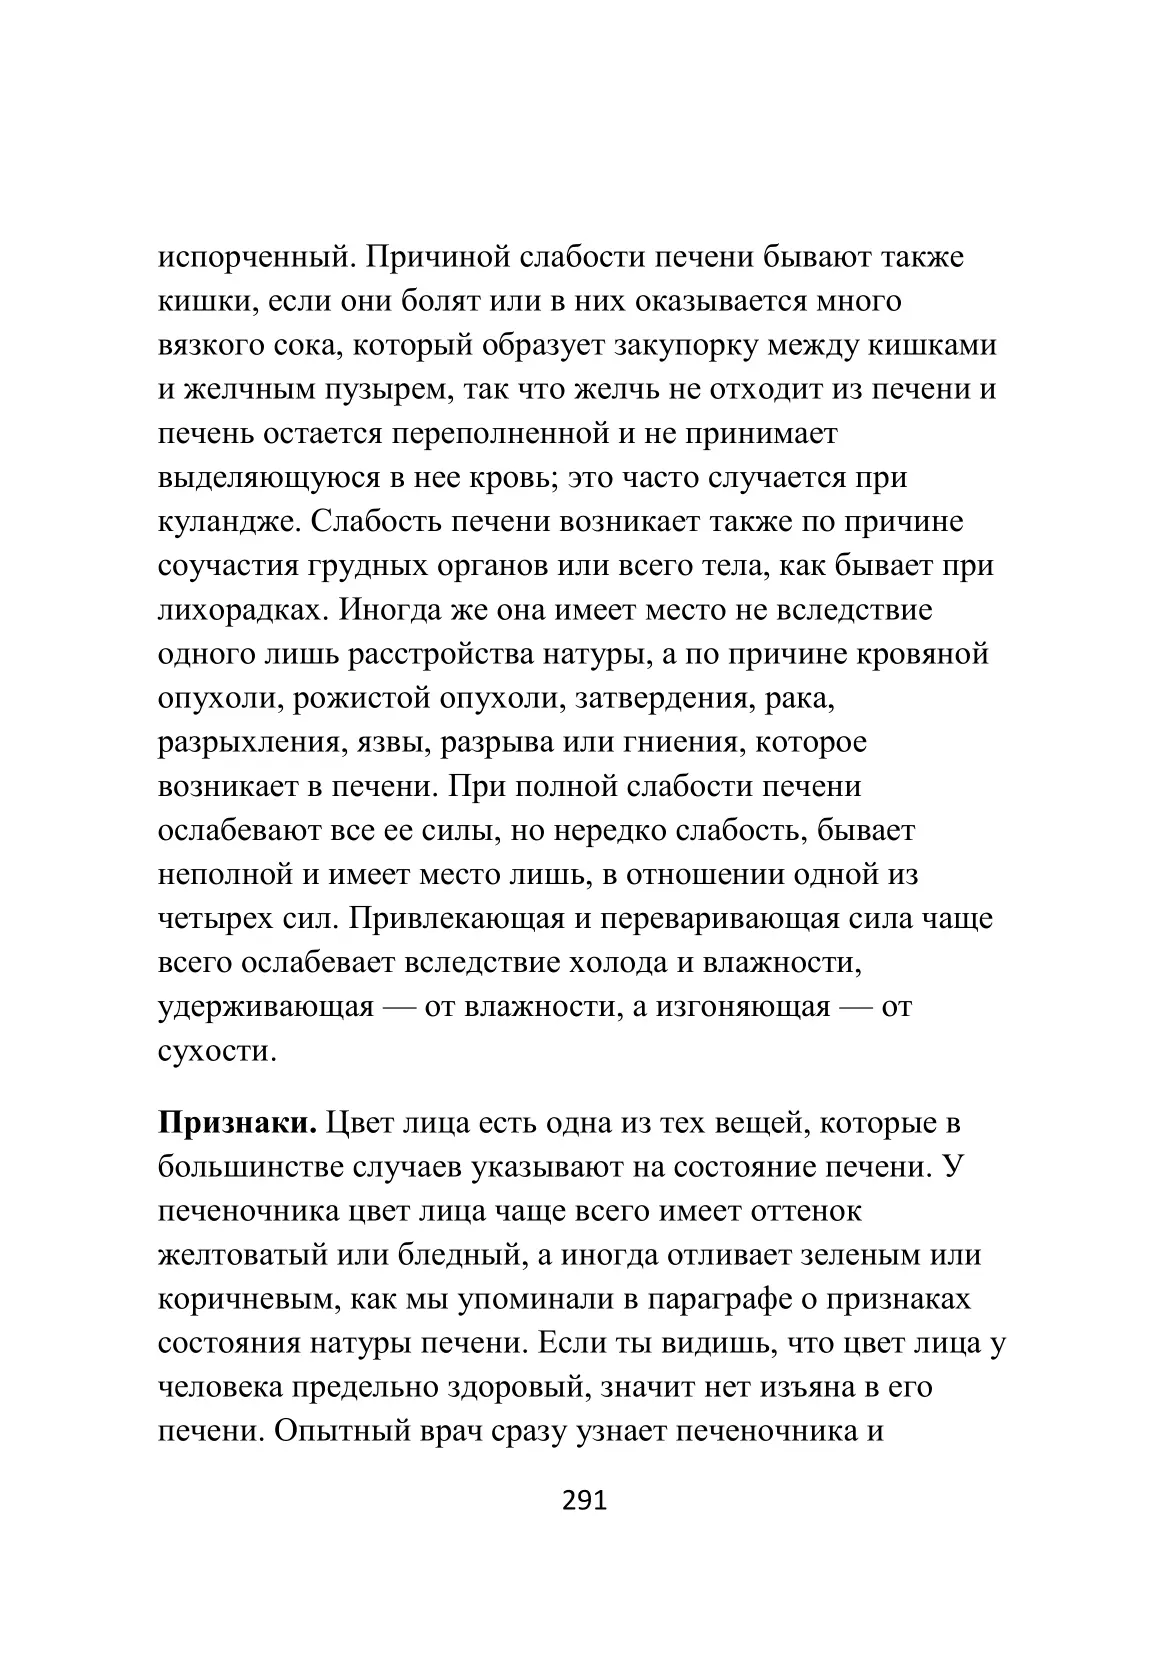 испорченный. Причиной слабости печени бывают также
кишки, если они болят или в них оказывается много
вязкого сока, который образует закупорку между кишками
и желчным пузырем, так что желчь не отходит из печени и
печень остается переполненной и не принимает
выделяющуюся в нее кровь; это часто случается при
куландже. Слабость печени возникает также по причине
соучастия грудных органов или всего тела, как бывает при
лихорадках. Иногда же она имеет место не вследствие
одного лишь расстройства натуры, а по причине кровяной
опухоли, рожистой опухоли, затвердения, рака,
разрыхления, язвы, разрыва или гниения, которое
возникает в печени. При полной слабости печени
ослабевают все ее силы, но нередко слабость, бывает
неполной и имеет место лишь, в отношении одной из
четырех сил. Привлекающая и переваривающая сила чаще
всего ослабевает вследствие холода и влажности,
удерживающая — от влажности, а изгоняющая — от
сухости.
Признаки. Цвет лица есть одна из тех вещей, которые в
большинстве случаев указывают на состояние печени. У
печеночника цвет лица чаще всего имеет оттенок
желтоватый или бледный, а иногда отливает зеленым или
коричневым, как мы упоминали в параграфе о признаках
состояния натуры печени. Если ты видишь, что цвет лица у
человека предельно здоровый, значит нет изъяна в его
печени. Опытный врач сразу узнает печеночника и
291